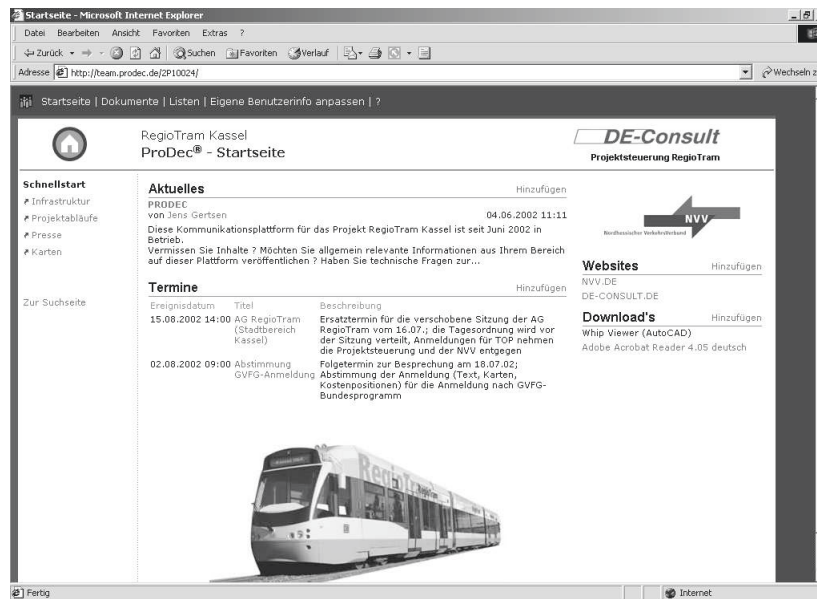 Startseite - Microsoft Internet Explorer
Datei Bearbeiten Ansicht Favoriten Extras ?
Zurück Suchen Favoriten Verlauf
Adresse http://team.prodec.de/2P10024/ Wechseln z
Startseite | Dokumente | Listen | Eigene Benutzerinfo anpassen | ?
RegioTram Kassel
ProDec® - Startseite
DE-Consult
Projektsteuerung RegioTram
Schnellstart
Infrastruktur
Projektabläufe
Presse
Karten
Zur Suchseite
Aktuelles Hinzufügen
PRODEC
von Jens Gertsen 04.06.2002 11:11
Diese Kommunikationsplattform für das Projekt RegioTram Kassel ist seit Juni 2002 in
Betrieb.
Vermissen Sie Inhalte ? Möchten Sie allgemein relevante Informationen aus Ihrem Bereich
auf dieser Plattform veröffentlichen ? Haben Sie technische Fragen zur...
Termine Hinzufügen
Ereignisdatum Titel Beschreibung
15.08.2002 14:00 AG RegioTram Ersatztermin für die verschobene Sitzung der AG
(Stadtbereich RegioTram vom 16.07.; die Tagesordnung wird vor
Kassel) der Sitzung verteilt, Anmeldungen für TOP nehmen
die Projektsteuerung und der NVV entgegen
02.08.2002 09:00 Abstimmung Folgetermin zur Besprechung am 18.07.02;
GVFG-Anmeldung Abstimmung der Anmeldung (Text, Karten,
Kostenpositionen) für die Anmeldung nach GVFG-
Bundesprogramm
NVV
Nordhessischer Verkehrsverbund
Websites Hinzufügen
NVV.DE
DE-CONSULT.DE
Download's Hinzufügen
Whip Viewer (AutoCAD)
Adobe Acrobat Reader 4.05 deutsch
RegioTram
Fertig Internet